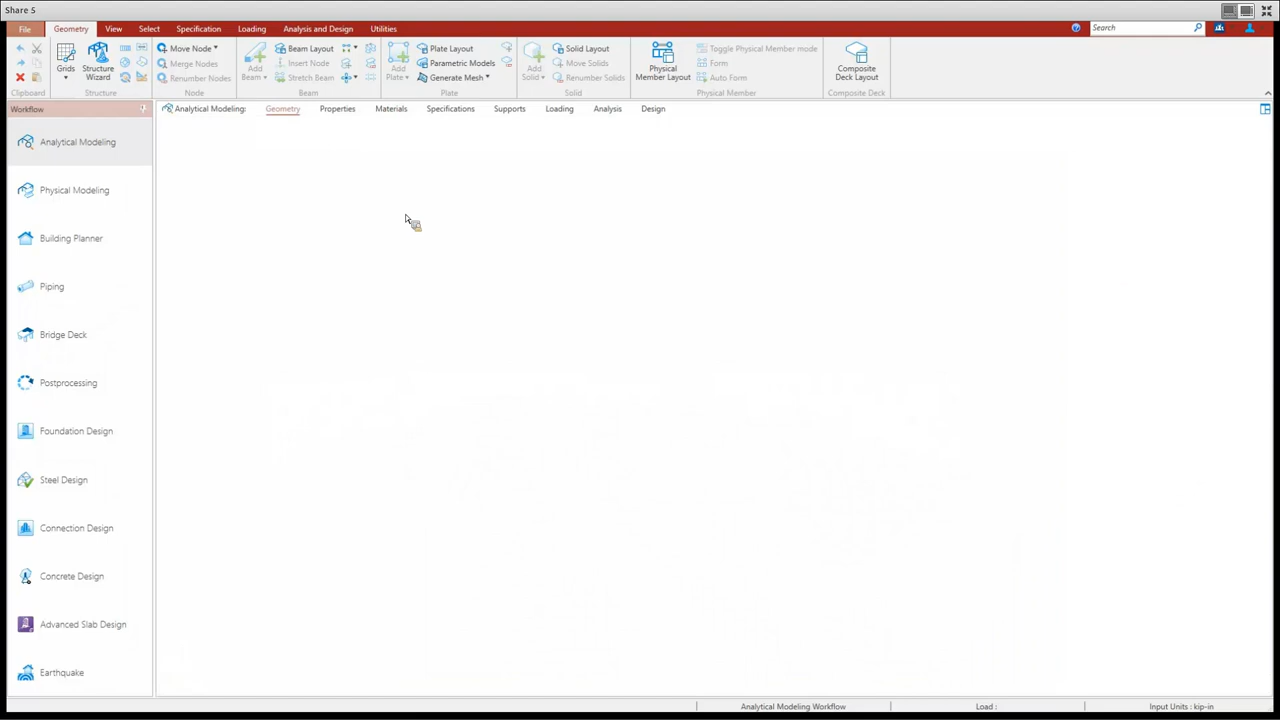 Share 5
File Geometry View Select Specification Loading Analysis and Design Utilities Search
Grids
Structure Wizard
Move Node
Merge Nodes
Renumber Nodes
Add Beam
Beam Layout
Insert Node
Stretch Beam
Add Plate
Plate Layout
Parametric Models
Generate Mesh
Add Solid
Solid Layout
Move Solids
Renumber Solids
Physical Member Layout
Toggle Physical Member mode
Form
Auto Form
Composite Deck Layout
Clipboard Structure Node Beam Plate Solid Physical Member Composite Deck
Workflow
Analytical Modeling: Geometry Properties Materials Specifications Supports Loading Analysis Design
Analytical Modeling
Physical Modeling
Building Planner
Piping
Bridge Deck
Postprocessing
Foundation Design
Steel Design
Connection Design
Concrete Design
Advanced Slab Design
Earthquake
Analytical Modeling Workflow Load : Input Units : kip-in